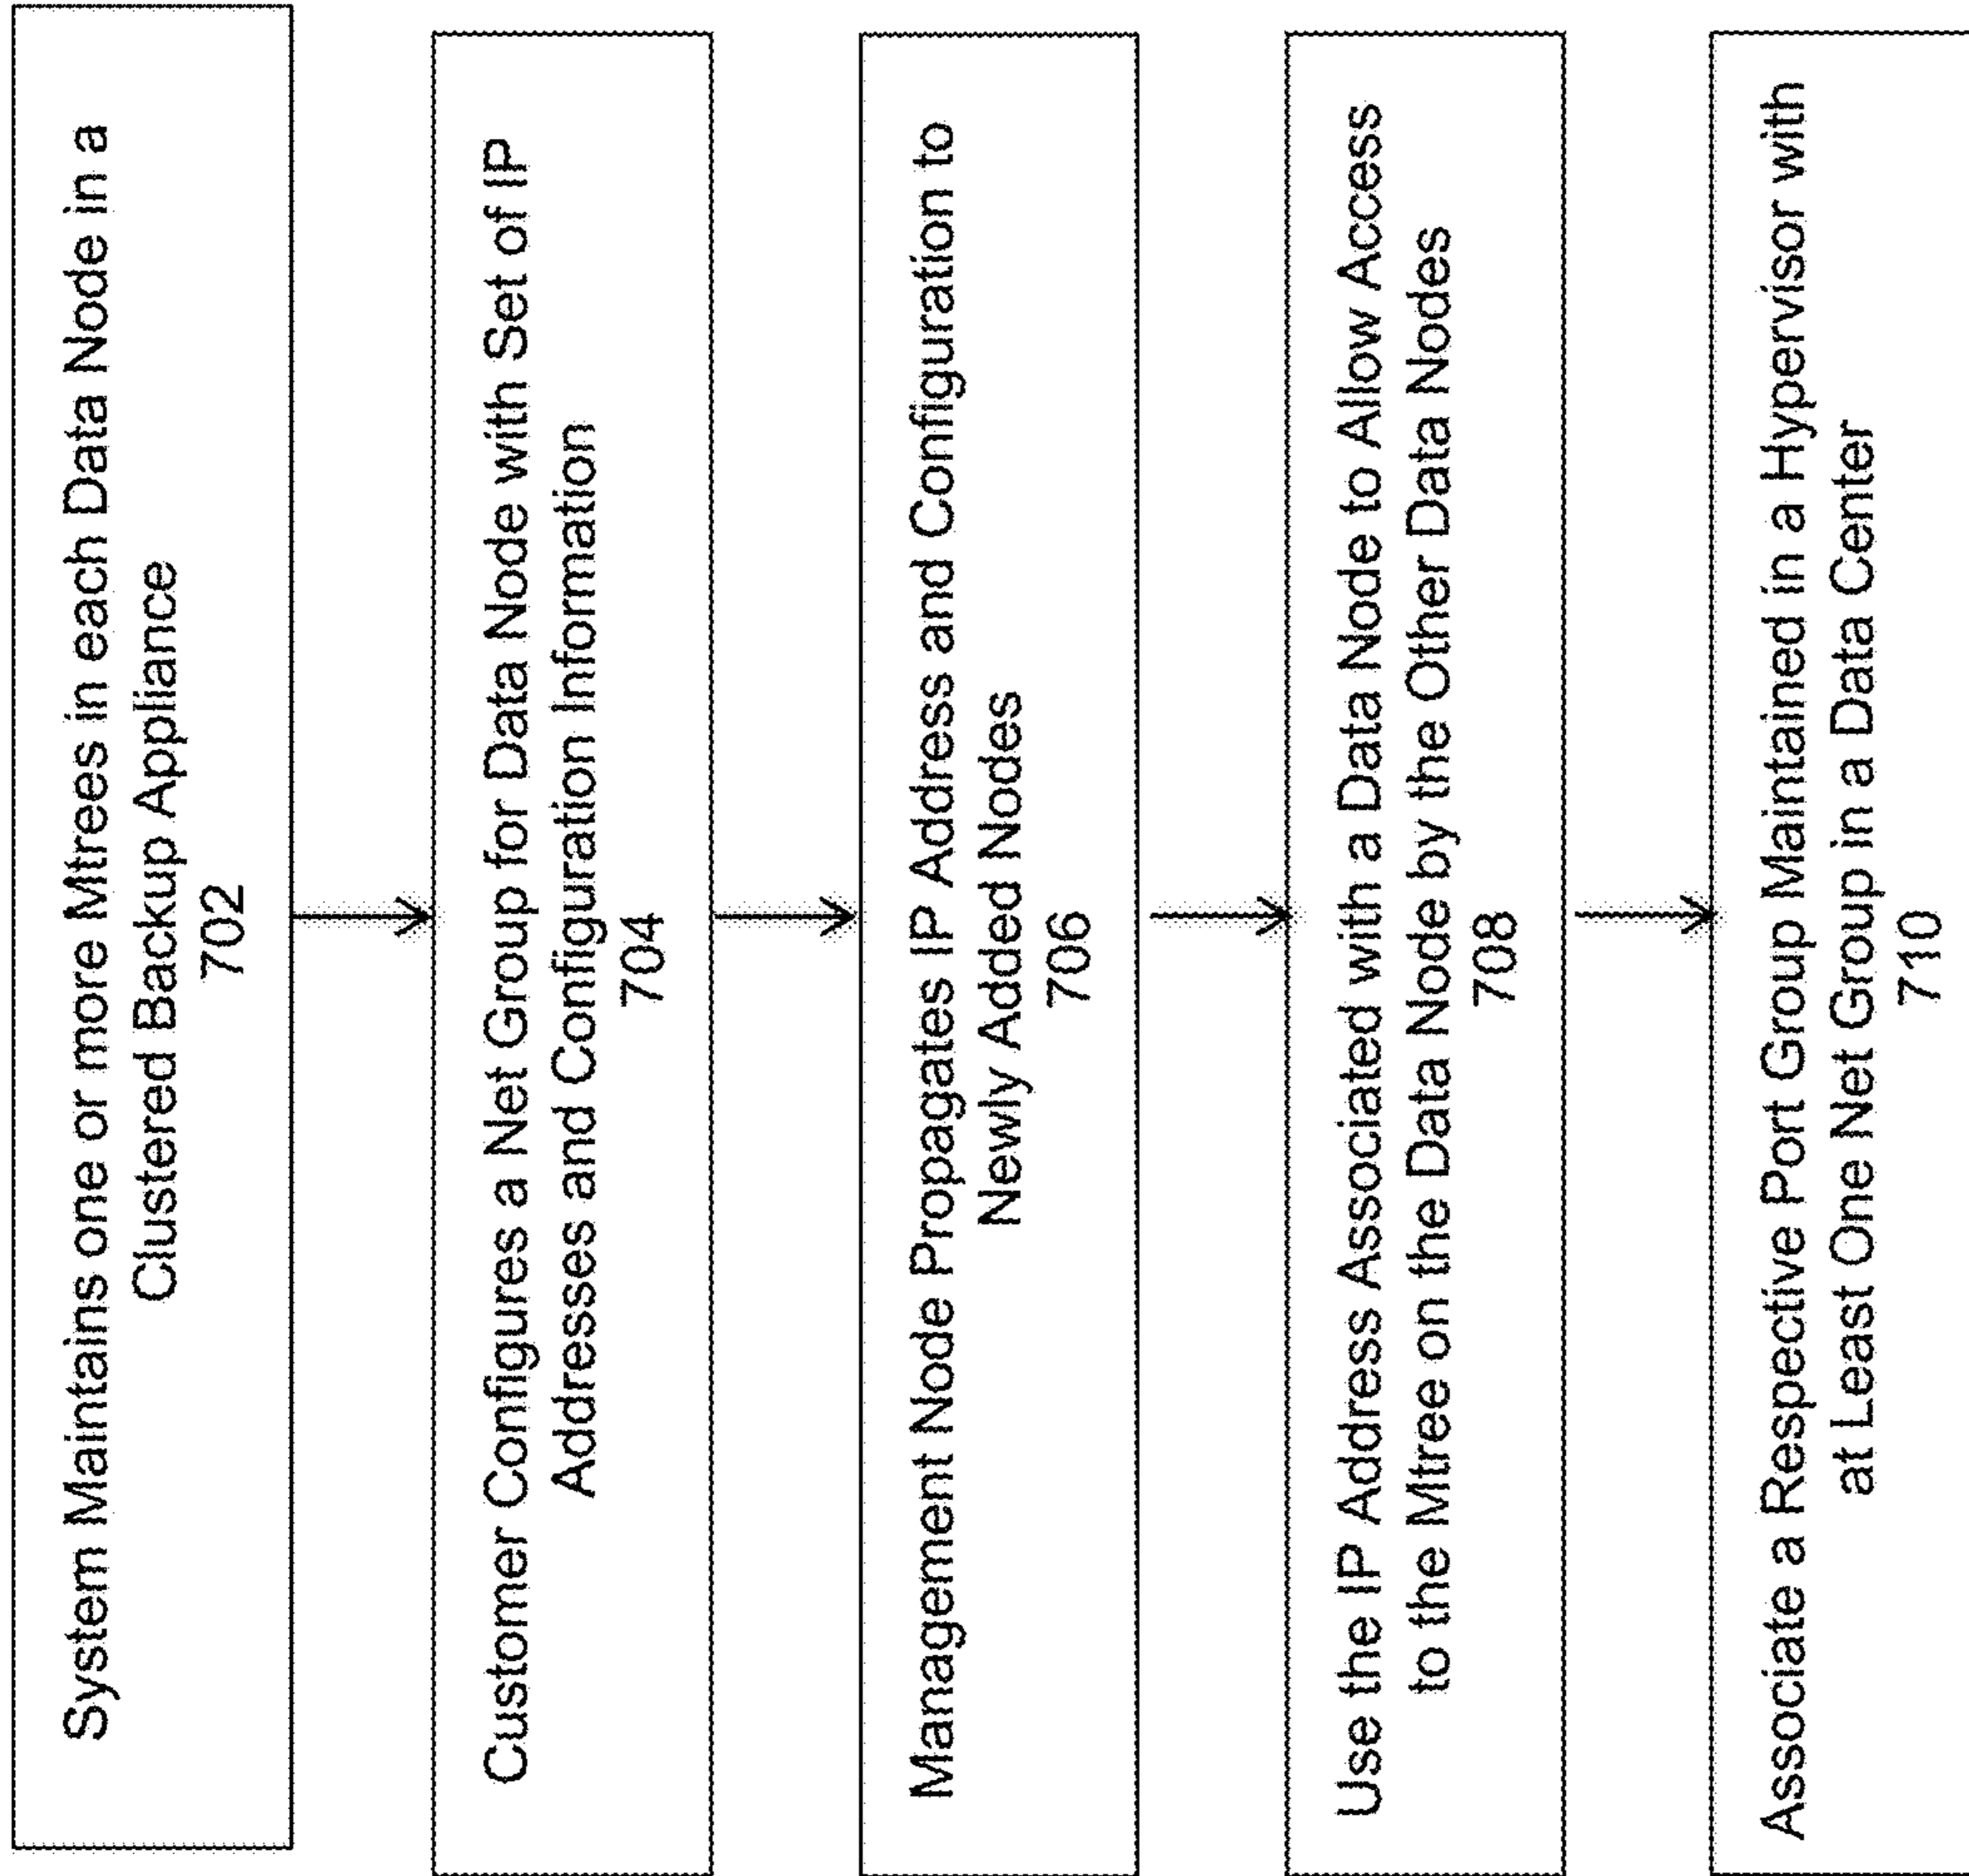 System Maintains one or more Mtrees in each Data Node in a
Clustered Backup Appliance
702
Customer Configures a Net Group for Data Node with Set of IP
Addresses and Configuration Information
704
Management Node Propagates IP Address and Configuration to
Newly Added Nodes
706
Use the IP Address Associated with a Data Node to Allow Access
to the Mtree on the Data Node by the Other Data Nodes
708
Associate a Respective Port Group Maintained in a Hypervisor with
at Least One Net Group in a Data Center
710